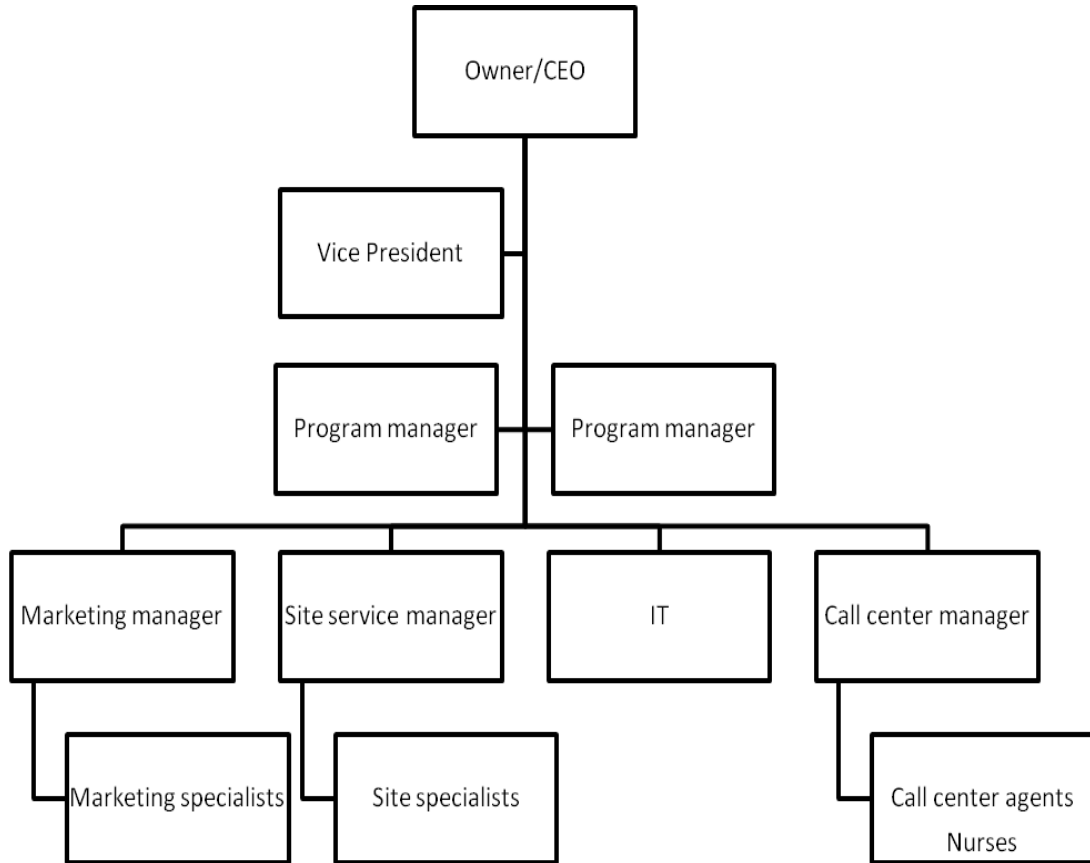 Owner/CEO
Vice President
Program manager
Program manager
Marketing manager
Site service manager
IT
Call center manager
Marketing specialists
Site specialists
Call center agents
Nurses